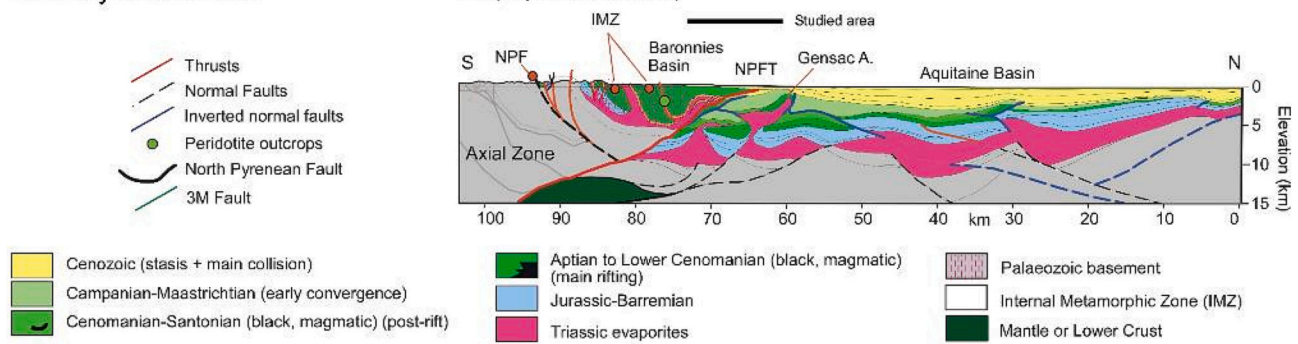 IMZ
Studied area
NPF
Baronnies
Basin
NPFT
Gensac A.
Aquitaine Basin
S
N
Thrusts
Normal Faults
Inverted normal faults
Peridotite outcrops
North Pyrenean Fault
3M Fault
Axial Zone
0
5
10
15
Elevation (km)
100 90 80 70 60 50 40 km 30 20 10 0
Cenozoic (stasis + main collision)
Campanian-Maastrichtian (early convergence)
Cenomanian-Santonian (black, magmatic) (post-rift)
Aptian to Lower Cenomanian (black, magmatic)
(main rifting)
Jurassic-Barremian
Triassic evaporites
Palaeozoic basement
Internal Metamorphic Zone (IMZ)
Mantle or Lower Crust